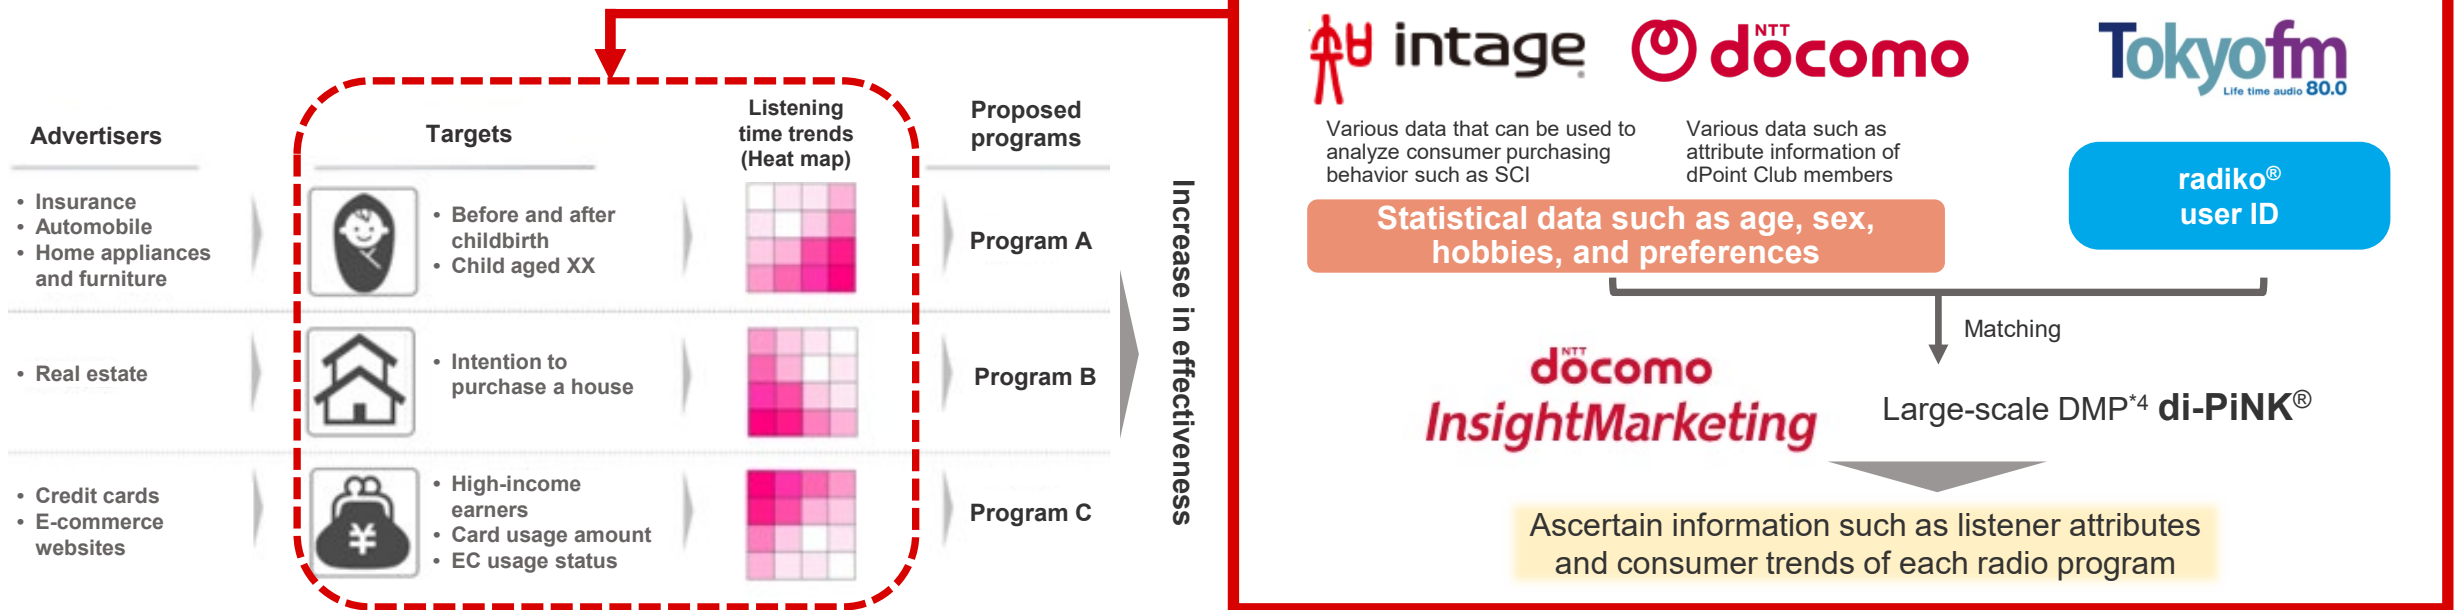 Advertisers
• Insurance
• Automobile
• Home appliances
and furniture
• Real estate
• Credit cards
• E-commerce
websites
Targets
• Before and after
childbirth
• Child aged XX
• Intention to
purchase a house
¥
• High-income
earners
• Card usage amount
• EC usage status
Listening
time trends
(Heat map)
Proposed
programs
Program A
Program B
Program C
Increase in effectiveness
intage
NTT
döcomo
Tokyofm
Life time audio 80.0
Various data that can be used to
analyze consumer purchasing
behavior such as SCI
Various data such as
attribute information of
dPoint Club members
Statistical data such as age, sex,
hobbies, and preferences
radiko®
user ID
Matching
NTT
döcomo
InsightMarketing
Large-scale DMP*4 di-PiNK®
Ascertain information such as listener attributes
and consumer trends of each radio program